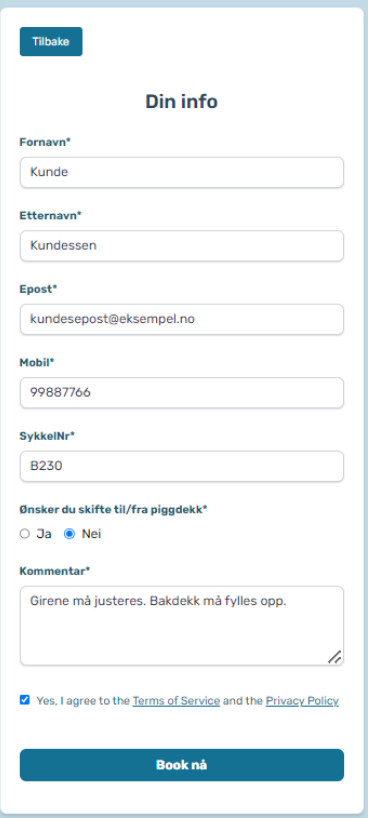 Tilbake
Din info
Fornavn*
Kunde
Etternavn*
Kundessen
Epost*
kundesepost@eksempel.no
Mobil*
99887766
SykkelNr*
B230
Ønsker du skifte til/fra piggdekk*
Ja Nei
Kommentar*
Girene må justeres. Bakdekk må fylles opp.
Yes, I agree to the Terms of Service and the Privacy Policy
Book nå